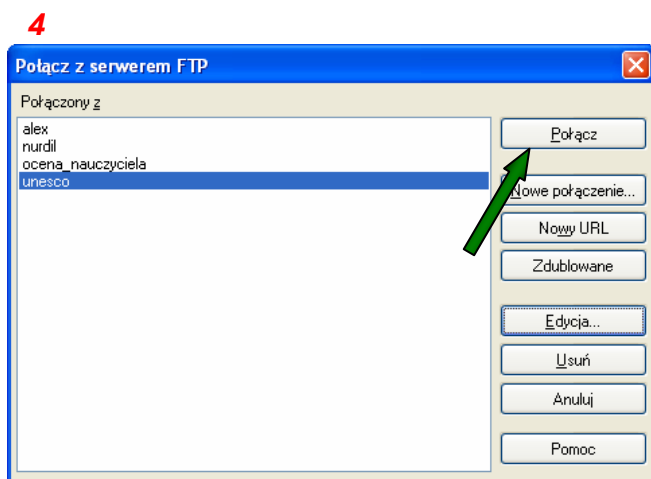 4
Połącz z serwerem FTP
Połączony z
alex
nurdil
ocena_nauczyciela
unesco
Połącz
Nowe połączenie...
Nowy URL
Zdublowane
Edycja...
Usuń
Anuluj
Pomoc